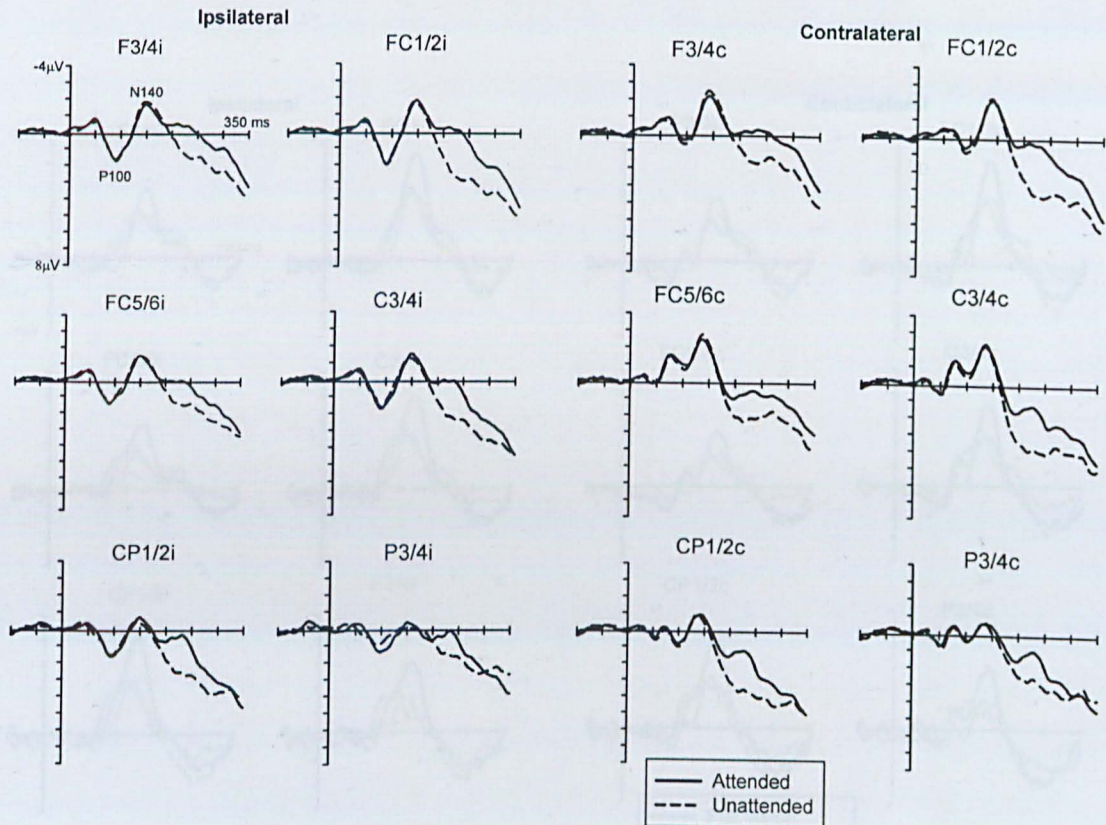 Ipsilateral
Contralateral
F3/4i
FC1/2i
F3/4c
FC1/2c
-4µV
N140
350 ms
P100
8µV
FC5/6i
C3/4i
FC5/6c
C3/4c
CP1/2i
P3/4i
CP1/2c
P3/4c
Attended
Unattended